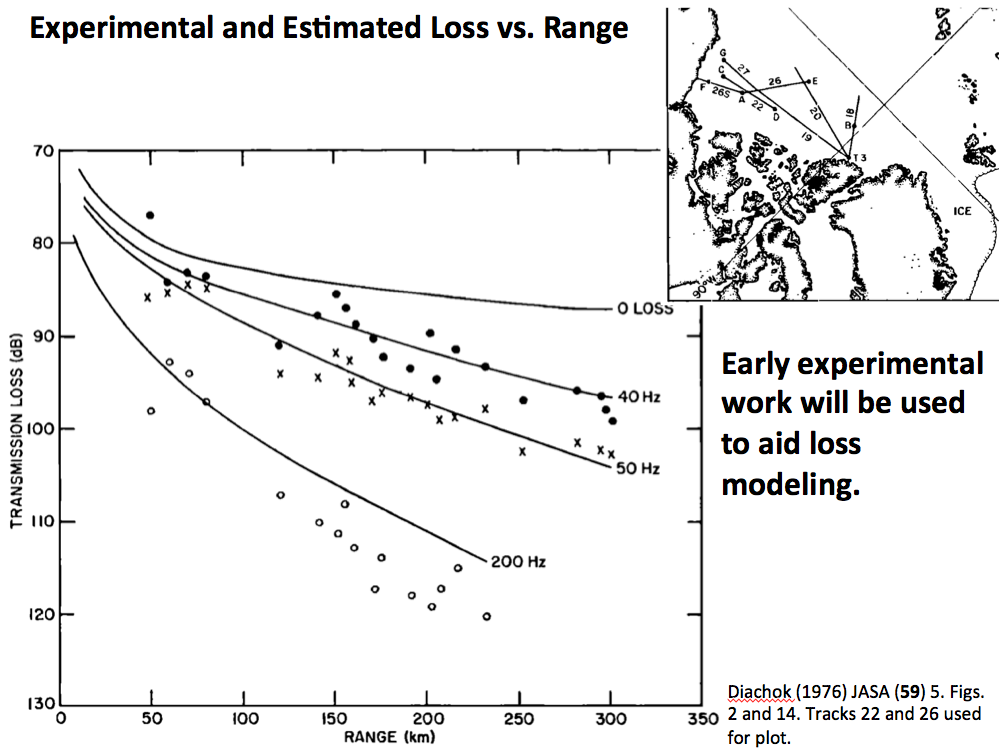 Experimental and Estimated Loss vs. Range
G
C
27
F
26S
A
26
E
22
D
20
19
18
B
T3
ICE
90°W
70
80
90
100
110
120
130
TRANSMISSION LOSS (dB)
0 LOSS
40 Hz
50 Hz
200 Hz
0
50
100
150
200
250
300
350
RANGE (km)
Early experimental
work will be used
to aid loss
modeling.
Diachok (1976) JASA (59) 5. Figs.
2 and 14. Tracks 22 and 26 used
for plot.